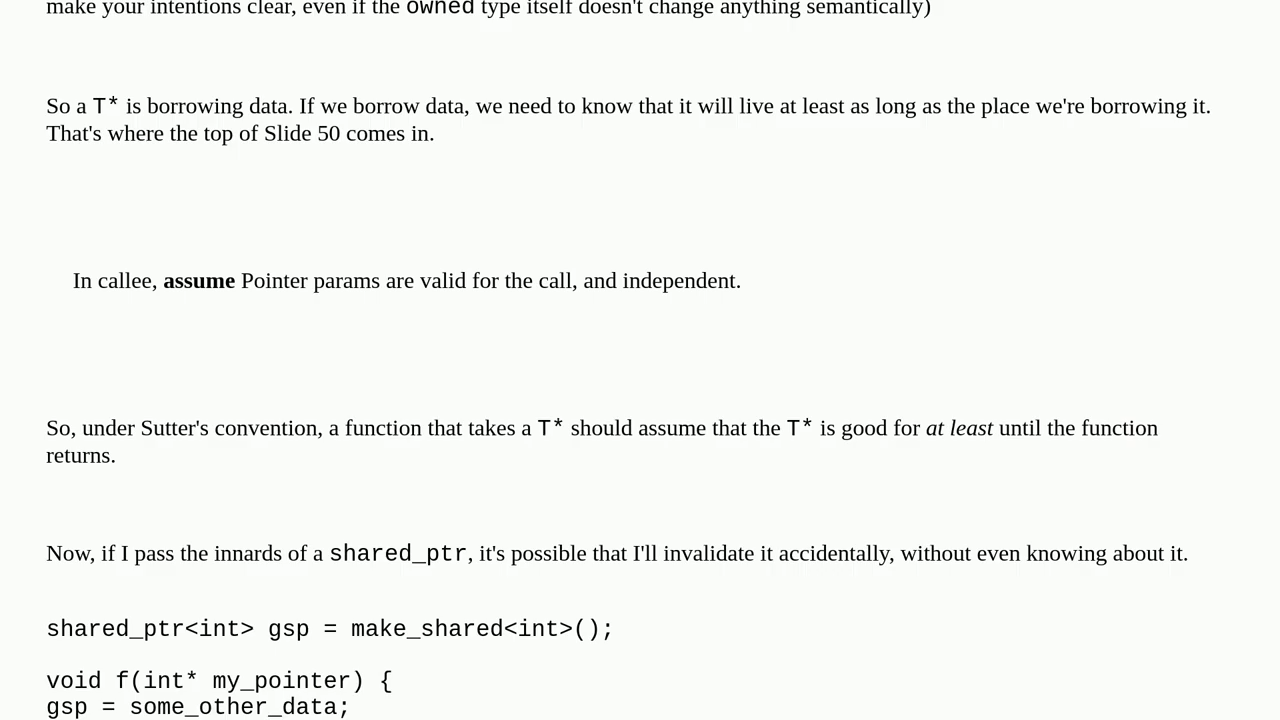 make your intentions clear, even if the owned type itself doesn't change anything semantically)
So a T* is borrowing data. If we borrow data, we need to know that it will live at least as long as the place we're borrowing it.
That's where the top of Slide 50 comes in.
In callee, assume Pointer params are valid for the call, and independent.
So, under Sutter's convention, a function that takes a T* should assume that the T* is good for at least until the function
returns.
Now, if I pass the innards of a shared_ptr, it's possible that I'll invalidate it accidentally, without even knowing about it.
shared_ptr<int> gsp = make_shared<int>();
void f(int* my_pointer) {
gsp = some_other_data;